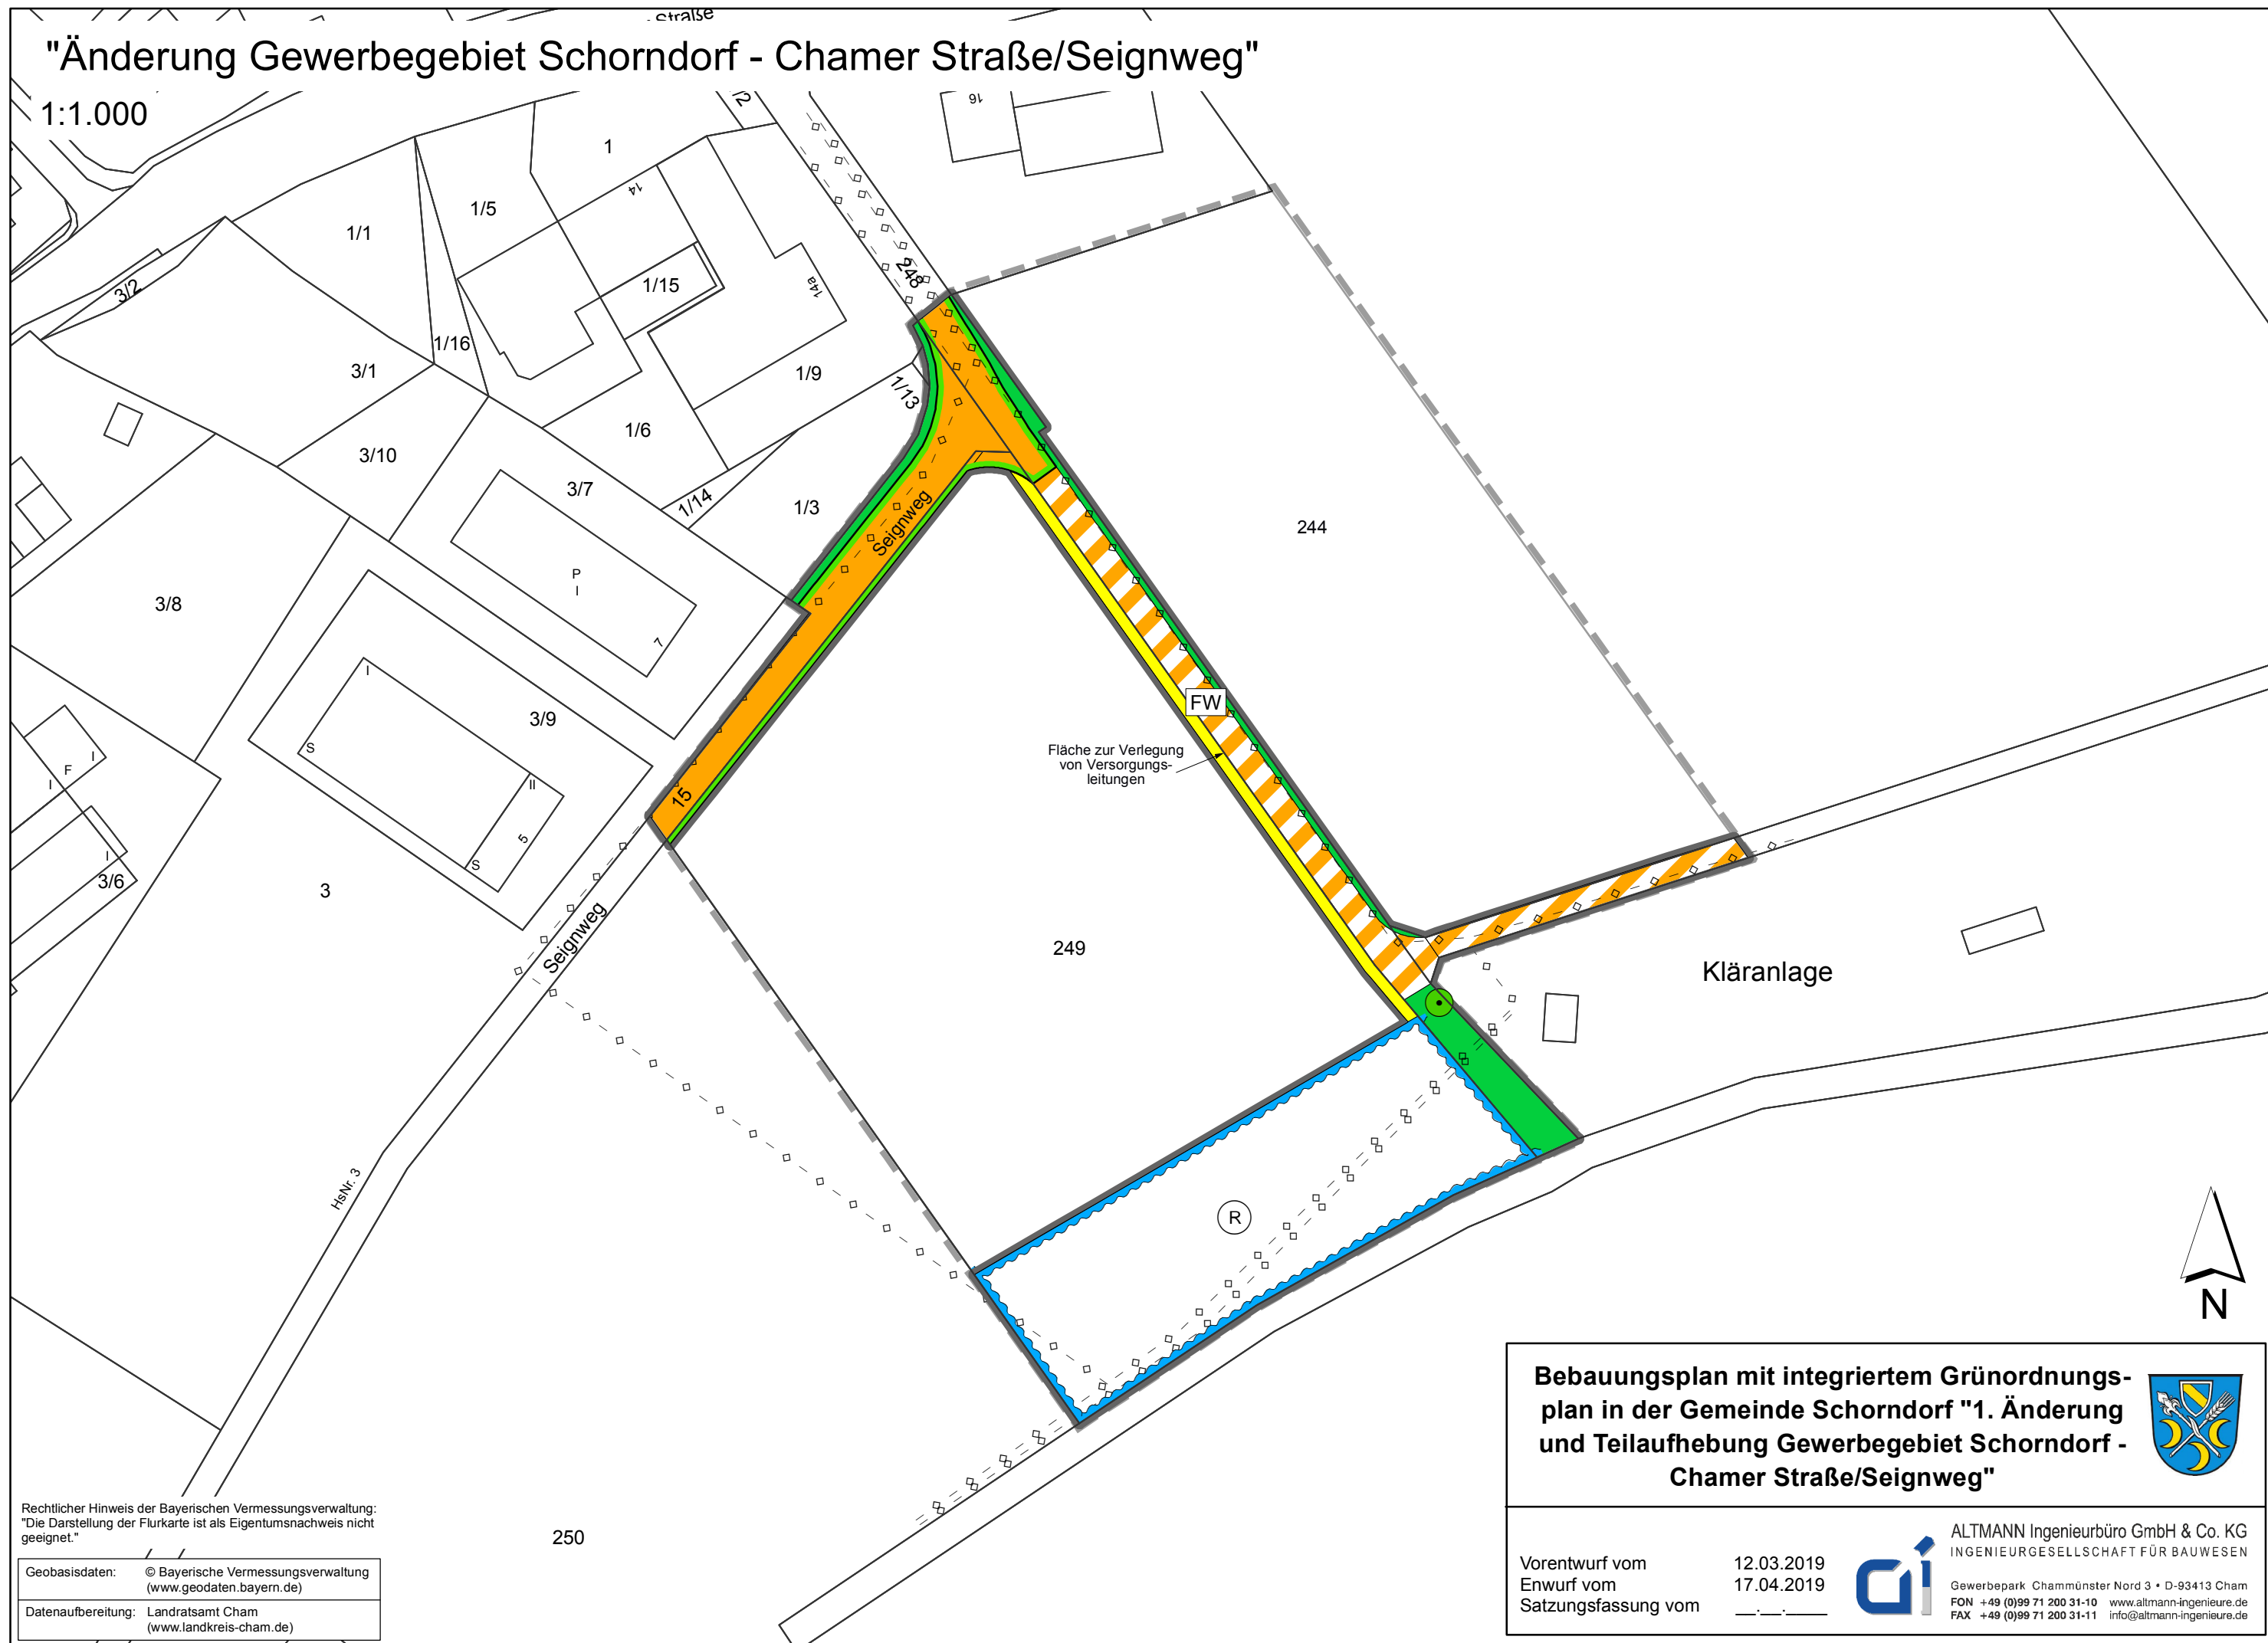 Straße
"Änderung Gewerbegebiet Schorndorf - Chamer Straße/Seignweg"
1:1.000
16
/2
1
14
1/5
1/1
248
1/15
14a
3/2
1/16
3/1
1/9
1/13
1/6
3/10
3/7
1/14
1/3
Seignweg
244
P
I
3/8
7
I
3/9
S
FW
I
F
I
Fläche zur Verlegung
von Versorgungs-
leitungen
II
15
5
S
I
3/6
3
Seignweg
249
Kläranlage
HsNr. 3
R
N
250
Rechtlicher Hinweis der Bayerischen Vermessungsverwaltung:
"Die Darstellung der Flurkarte ist als Eigentumsnachweis nicht
geeignet."
Geobasisdaten: © Bayerische Vermessungsverwaltung
(www.geodaten.bayern.de)
Datenaufbereitung: Landratsamt Cham
(www.landkreis-cham.de)
Bebauungsplan mit integriertem Grünordnungs-
plan in der Gemeinde Schorndorf "1. Änderung
und Teilaufhebung Gewerbegebiet Schorndorf -
Chamer Straße/Seignweg"
Vorentwurf vom 12.03.2019
Enwurf vom 17.04.2019
Satzungsfassung vom __.__.____
ALTMANN Ingenieurbüro GmbH & Co. KG
INGENIEURGESELLSCHAFT FÜR BAUWESEN
Gewerbepark Chammünster Nord 3 • D-93413 Cham
FON +49 (0)99 71 200 31-10 www.altmann-ingenieure.de
FAX +49 (0)99 71 200 31-11 info@altmann-ingenieure.de